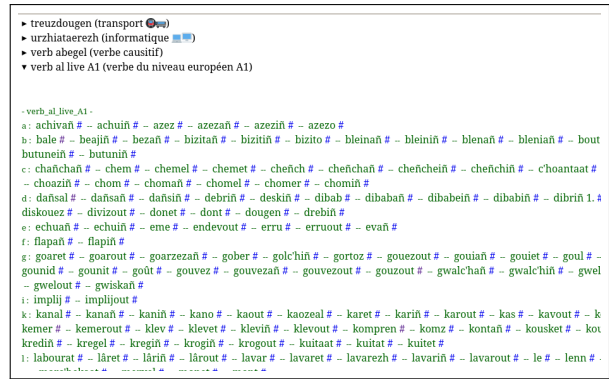 ▸ treuzdougen (transport 🚇🚌)
▸ urzhiataerezh (informatique 💻🖥)
▸ verb abegel (verbe causitif)
▾ verb al live A1 (verbe du niveau européen A1)
- verb_al_live_A1 -
a : achivañ # -- achuiñ # -- azez # -- azezañ # -- azeziñ # -- azezo #
b : bale # -- beajiñ # -- bezañ # -- bizitañ # -- bizitiñ # -- bizito # -- bleinañ # -- bleiniñ # -- blenañ # -- bleniañ # -- bout
butuneiñ # -- butuniñ #
c : chañchañ # -- chem # -- chemel # -- chemet # -- cheñch # -- cheñchañ # -- cheñcheiñ # -- cheñchiñ # -- c'hoantaat #
-- choaziñ # -- chom # -- chomañ # -- chomel # -- chomer # -- chomiñ #
d : dañsal # -- dañsañ # -- dañsiñ # -- debriñ # -- deskiñ # -- dibab # -- dibabañ # -- dibabeiñ # -- dibabiñ # -- dibriñ 1. #
diskouez # -- divizout # -- donet # -- dont # -- dougen # -- drebiñ #
e : echuañ # -- echuiñ # -- eme # -- endevout # -- erru # -- erruout # -- evañ #
f : flapañ # -- flapiñ #
g : goaret # -- goarout # -- goarzezañ # -- gober # -- golc'hiñ # -- gortoz # -- gouezout # -- gouiañ # -- gouiet # -- goul # --
gounid # -- gounit # -- goût # -- gouvez # -- gouvezañ # -- gouvezout # -- gouzout # -- gwalc'hañ # -- gwalc'hiñ # -- gwel
-- gwelout # -- gwiskañ #
i : implij # -- implijout #
k : kanal # -- kanañ # -- kaniñ # -- kano # -- kaout # -- kaozeal # -- karet # -- kariñ # -- karout # -- kas # -- kavout # -- k
kemer # -- kemerout # -- klev # -- klevet # -- kleviñ # -- klevout # -- kompren # -- komz # -- kontañ # -- kousket # -- kou
krediñ # -- kregel # -- kregiñ # -- krogiñ # -- krogout # -- kuitaat # -- kuitat # -- kuitet #
l : labourat # -- lâret # -- lâriñ # -- lârout # -- lavar # -- lavaret # -- lavarezh # -- lavariñ # -- lavarout # -- le # -- lenn #